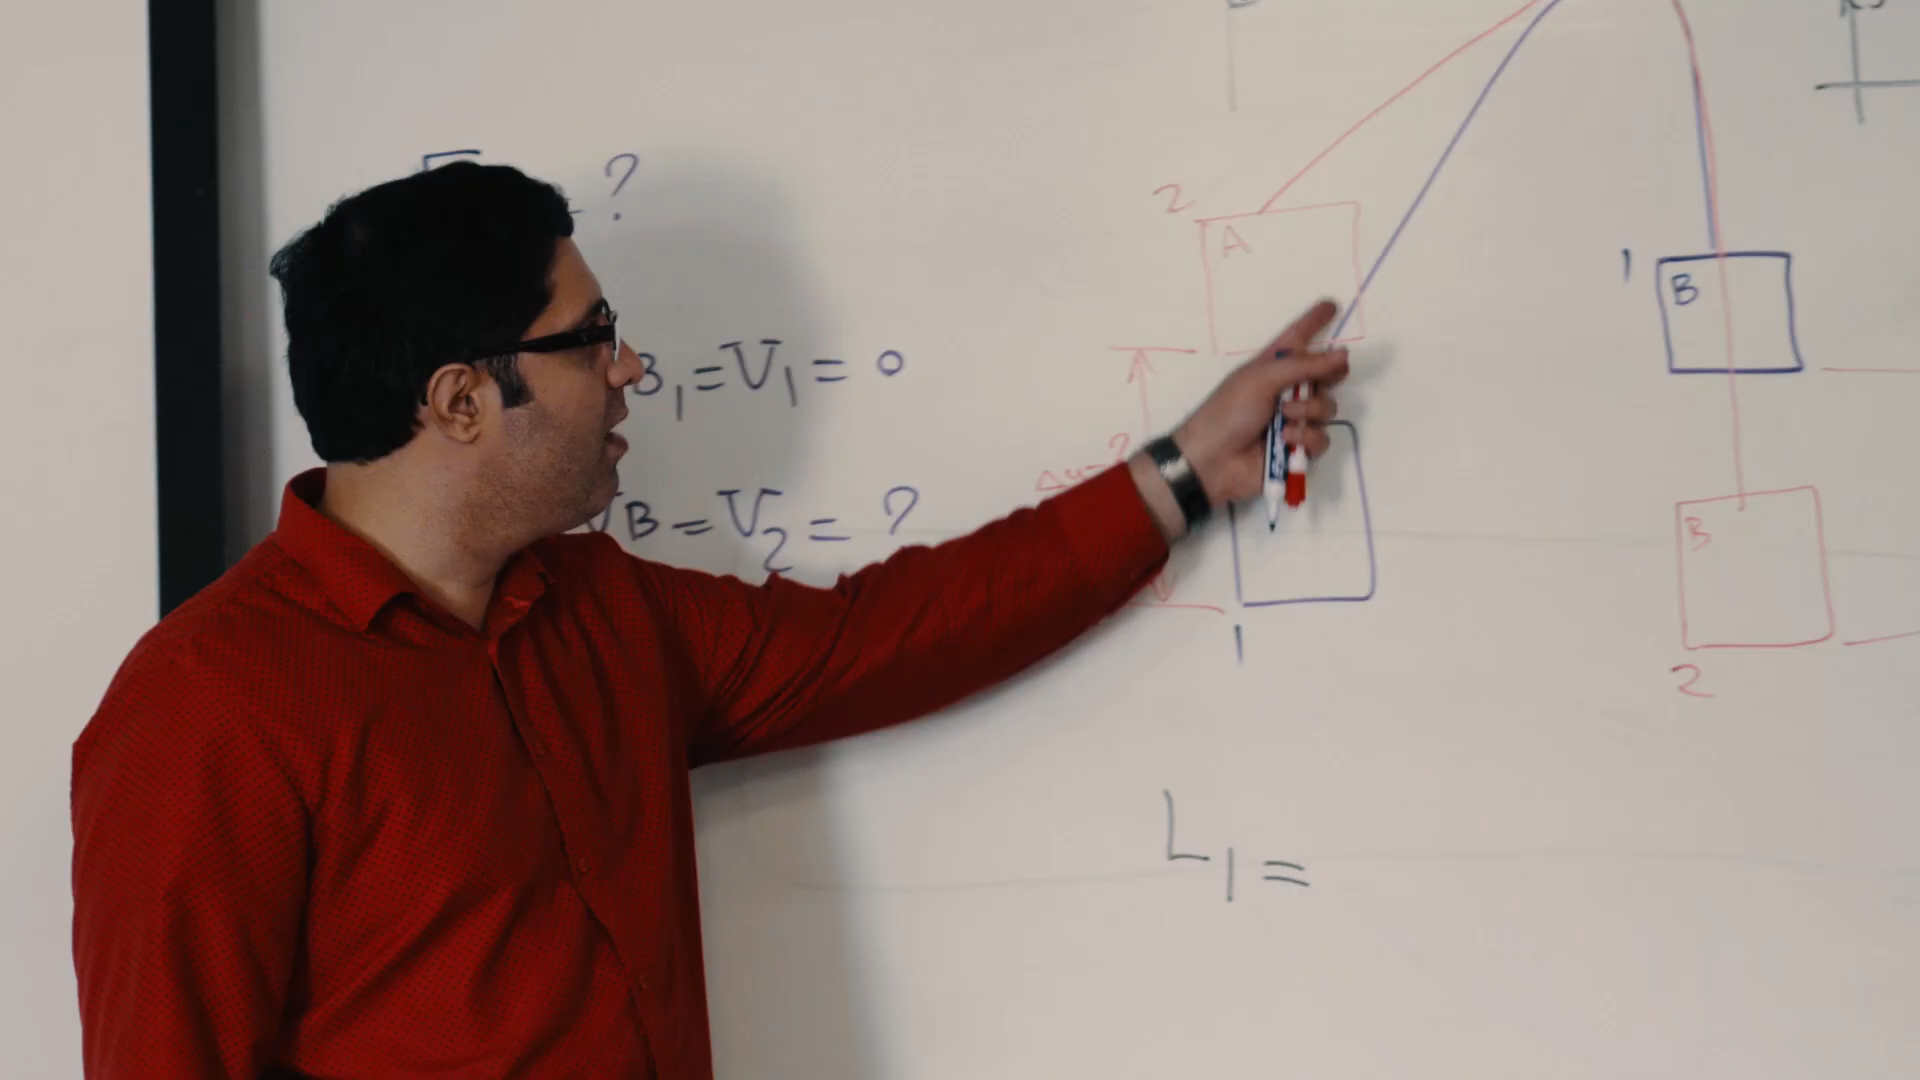 ?
B₁ = V₁ = 0
VB = V₂ = ?
2
A
1
B
1
B
2
L₁ =